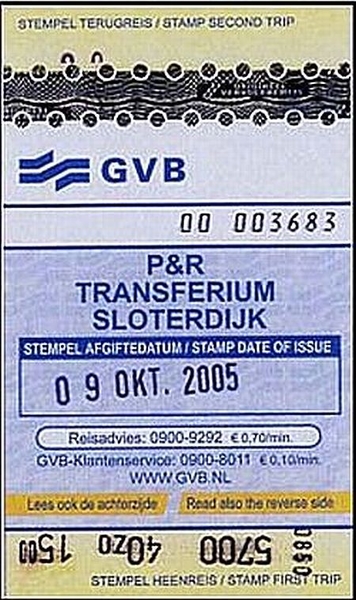 STEMPEL TERUGREIS / STAMP SECOND TRIP
GVB
00 003683
P&R
TRANSFERIUM
SLOTERDIJK
STEMPEL AFGIFTEDATUM / STAMP DATE OF ISSUE
09 OKT. 2005
Reisadvies: 0900-9292 € 0,70/min.
GVB-Klantenservice: 0900-8011 € 0,10/min.
WWW.GVB.NL
Lees ook de achterzijde Read also the reverse side
STEMPEL HEENREIS / STAMP FIRST TRIP